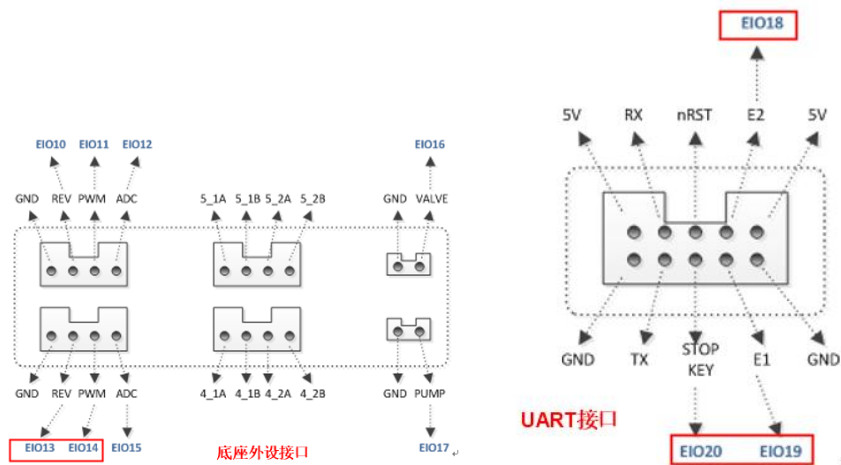 EIO18
5V RX nRST E2 5V
EIO10 EIO11 EIO12 EIO16
GND REV PWM ADC 5_1A 5_1B 5_2A 5_2B GND VALVE
GND REV PWM ADC 4_1A 4_1B 4_2A 4_2B GND PUMP
EIO13 EIO14 EIO15 底座外设接口 EIO17
GND TX STOP KEY E1 GND
UART接口
EIO20 EIO19